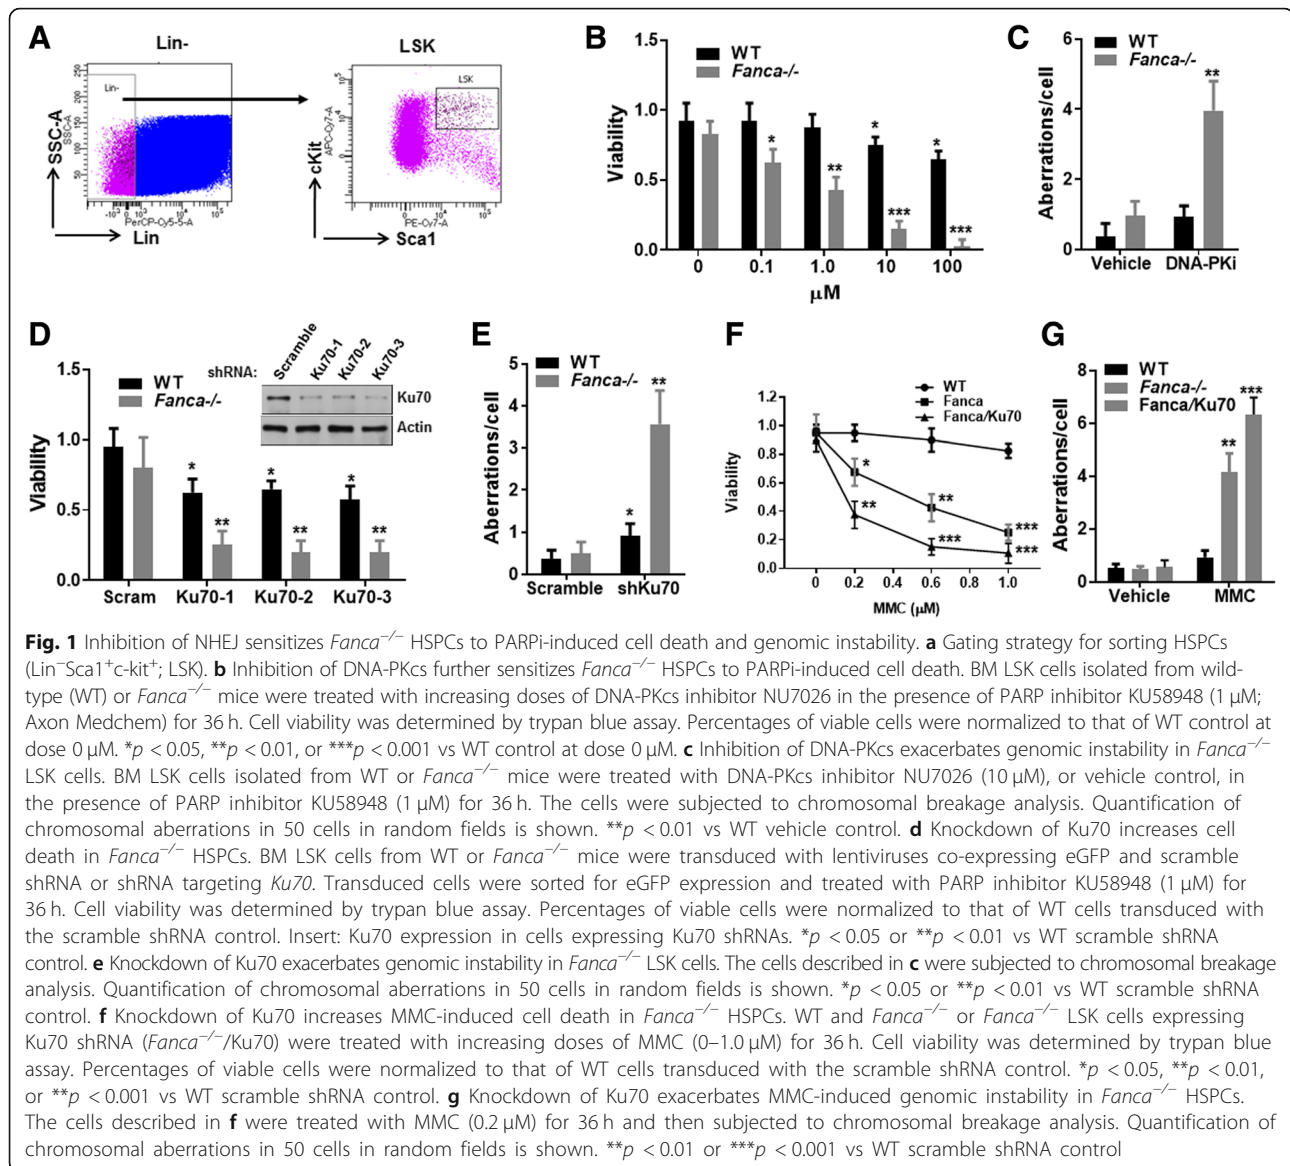 A
Lin-
LSK
250
200
150
100
50
Lin-
SSC-A
SSC-A
-10³ 0 10³ 10⁴ 10⁵
PerCP-Cy5-5-A
Lin
LSK
10⁵
10⁴
0
cKit
APC-Cy7-A
10⁴ 10⁵
PE-Cy7-A
Sca1
B
WT
Fanca-/-
1.5
1.0
0.5
0.0
Viability
* ** * *** * ***
0 0.1 1.0 10 100
µM
C
WT
Fanca-/-
6
4
2
0
Aberrations/cell
**
Vehicle DNA-PKi
D
WT
Fanca-/-
1.5
1.0
0.5
0.0
Viability
shRNA:
Scramble
Ku70-1
Ku70-2
Ku70-3
Ku70
Actin
* ** * ** * **
Scram Ku70-1 Ku70-2 Ku70-3
E
WT
Fanca-/-
5
4
3
2
1
0
Aberrations/cell
* **
Scramble shKu70
F
WT
Fanca
Fanca/Ku70
1.2
1.0
0.8
0.6
0.4
0.2
0.0
Viability
* ** ***
** *** ***
0 0.2 0.4 0.6 0.8 1.0
MMC (µM)
G
WT
Fanca-/-
Fanca/Ku70
8
6
4
2
0
Aberrations/cell
** ***
Vehicle MMC
Fig. 1 Inhibition of NHEJ sensitizes Fanca−/− HSPCs to PARPi-induced cell death and genomic instability. a Gating strategy for sorting HSPCs
(Lin−Sca1+c-kit+; LSK). b Inhibition of DNA-PKcs further sensitizes Fanca−/− HSPCs to PARPi-induced cell death. BM LSK cells isolated from wild-
type (WT) or Fanca−/− mice were treated with increasing doses of DNA-PKcs inhibitor NU7026 in the presence of PARP inhibitor KU58948 (1 µM;
Axon Medchem) for 36 h. Cell viability was determined by trypan blue assay. Percentages of viable cells were normalized to that of WT control at
dose 0 µM. *p < 0.05, **p < 0.01, or ***p < 0.001 vs WT control at dose 0 µM. c Inhibition of DNA-PKcs exacerbates genomic instability in Fanca−/−
LSK cells. BM LSK cells isolated from WT or Fanca−/− mice were treated with DNA-PKcs inhibitor NU7026 (10 µM), or vehicle control, in
the presence of PARP inhibitor KU58948 (1 µM) for 36 h. The cells were subjected to chromosomal breakage analysis. Quantification of
chromosomal aberrations in 50 cells in random fields is shown. **p < 0.01 vs WT vehicle control. d Knockdown of Ku70 increases cell
death in Fanca−/− HSPCs. BM LSK cells from WT or Fanca−/− mice were transduced with lentiviruses co-expressing eGFP and scramble
shRNA or shRNA targeting Ku70. Transduced cells were sorted for eGFP expression and treated with PARP inhibitor KU58948 (1 µM) for
36 h. Cell viability was determined by trypan blue assay. Percentages of viable cells were normalized to that of WT cells transduced with
the scramble shRNA control. Insert: Ku70 expression in cells expressing Ku70 shRNAs. *p < 0.05 or **p < 0.01 vs WT scramble shRNA
control. e Knockdown of Ku70 exacerbates genomic instability in Fanca−/− LSK cells. The cells described in c were subjected to chromosomal breakage
analysis. Quantification of chromosomal aberrations in 50 cells in random fields is shown. *p < 0.05 or **p < 0.01 vs WT scramble shRNA
control. f Knockdown of Ku70 increases MMC-induced cell death in Fanca−/− HSPCs. WT and Fanca−/− or Fanca−/− LSK cells expressing
Ku70 shRNA (Fanca−/−/Ku70) were treated with increasing doses of MMC (0–1.0 µM) for 36 h. Cell viability was determined by trypan blue
assay. Percentages of viable cells were normalized to that of WT cells transduced with the scramble shRNA control. *p < 0.05, **p < 0.01,
or **p < 0.001 vs WT scramble shRNA control. g Knockdown of Ku70 exacerbates MMC-induced genomic instability in Fanca−/− HSPCs.
The cells described in f were treated with MMC (0.2 µM) for 36 h and then subjected to chromosomal breakage analysis. Quantification of
chromosomal aberrations in 50 cells in random fields is shown. **p < 0.01 or ***p < 0.001 vs WT scramble shRNA control